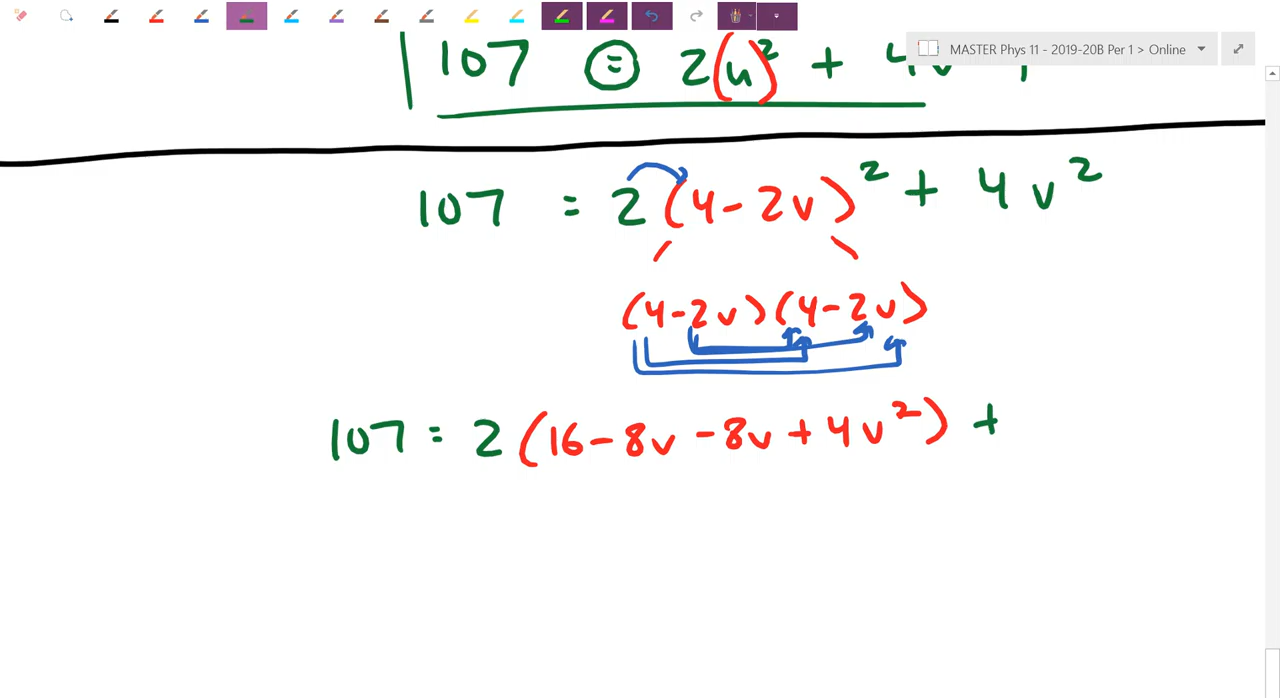 MASTER Phys 11 - 2019-20B Per 1 > Online
107 = 2(u)² + 4v
107 = 2(4-2v)² + 4v²
(4-2v)(4-2v)
107 = 2(16-8v-8v+4v²) +